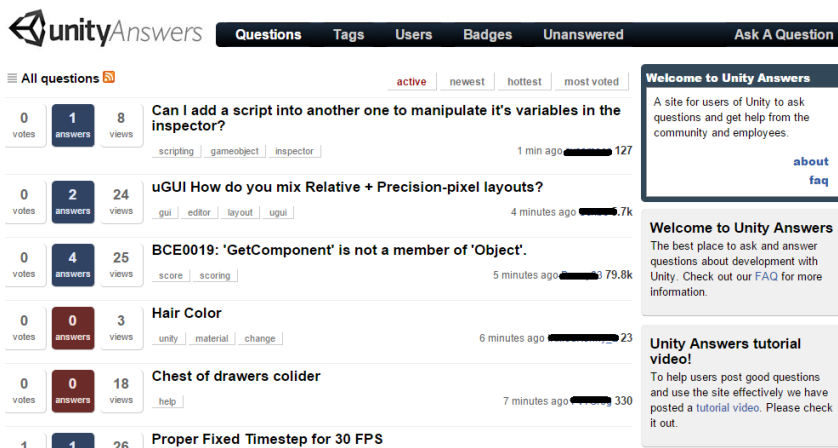 unityAnswers
Questions Tags Users Badges Unanswered Ask A Question
All questions
active newest hottest most voted
0 votes 1 answers 8 views
Can I add a script into another one to manipulate it's variables in the
inspector?
scripting gameobject inspector
1 min ago 127
0 votes 2 answers 24 views
uGUI How do you mix Relative + Precision-pixel layouts?
gui editor layout ugui
4 minutes ago .7k
0 votes 4 answers 25 views
BCE0019: 'GetComponent' is not a member of 'Object'.
score scoring
5 minutes ago 79.8k
0 votes 0 answers 3 views
Hair Color
unity material change
6 minutes ago 23
0 votes 0 answers 18 views
Chest of drawers colider
help
7 minutes ago 330
1 1 26
Proper Fixed Timestep for 30 FPS
Welcome to Unity Answers
A site for users of Unity to ask
questions and get help from the
community and employees.
about
faq
Welcome to Unity Answers
The best place to ask and answer
questions about development with
Unity. Check out our FAQ for more
information.
Unity Answers tutorial
video!
To help users post good questions
and use the site effectively we have
posted a tutorial video. Please check
it out.